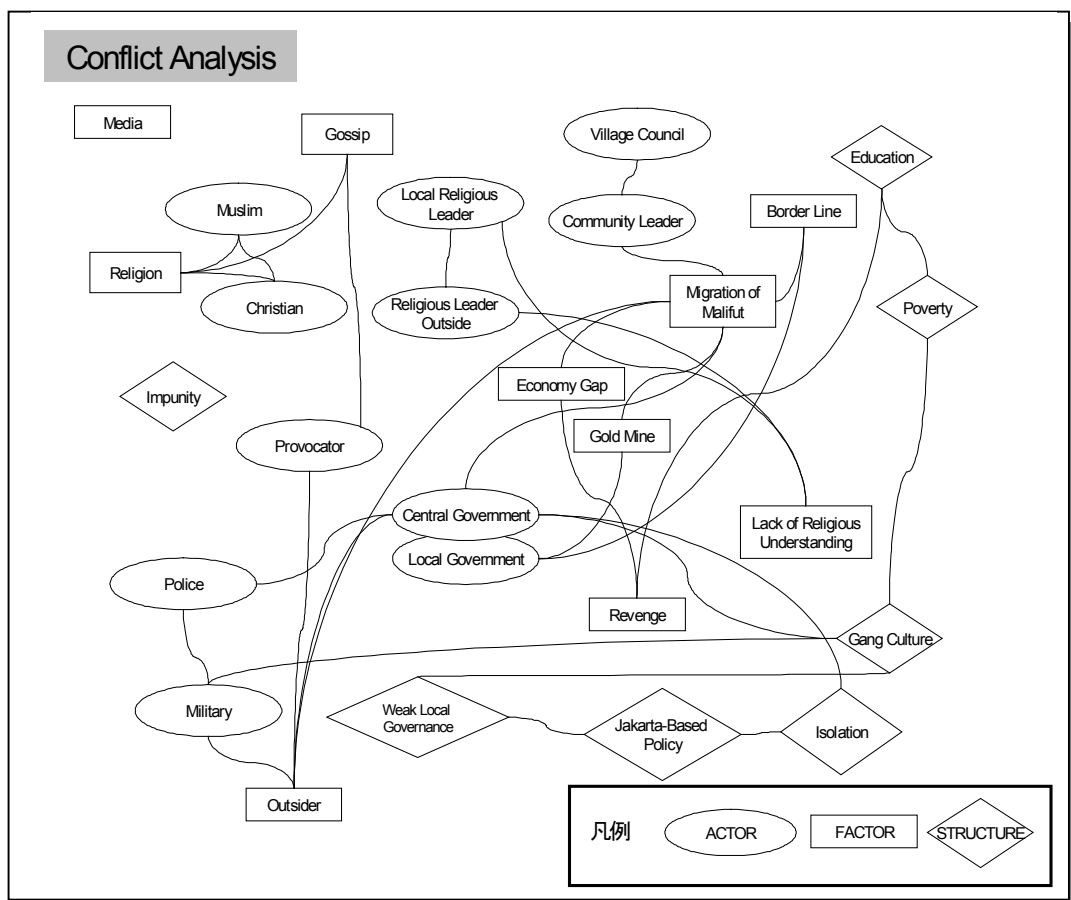 Conflict Analysis
Media
Gossip
Village Council
Education
Muslim
Local Religious
Leader
Community Leader
Border Line
Religion
Christian
Religious Leader
Outside
Migration of
Malifut
Poverty
Impunity
Economy Gap
Gold Mine
Provocator
Central Government
Lack of Religious
Understanding
Local Government
Police
Revenge
Gang Culture
Military
Weak Local
Governance
Jakarta-Based
Policy
Isolation
Outsider
凡例
ACTOR
FACTOR
STRUCTURE